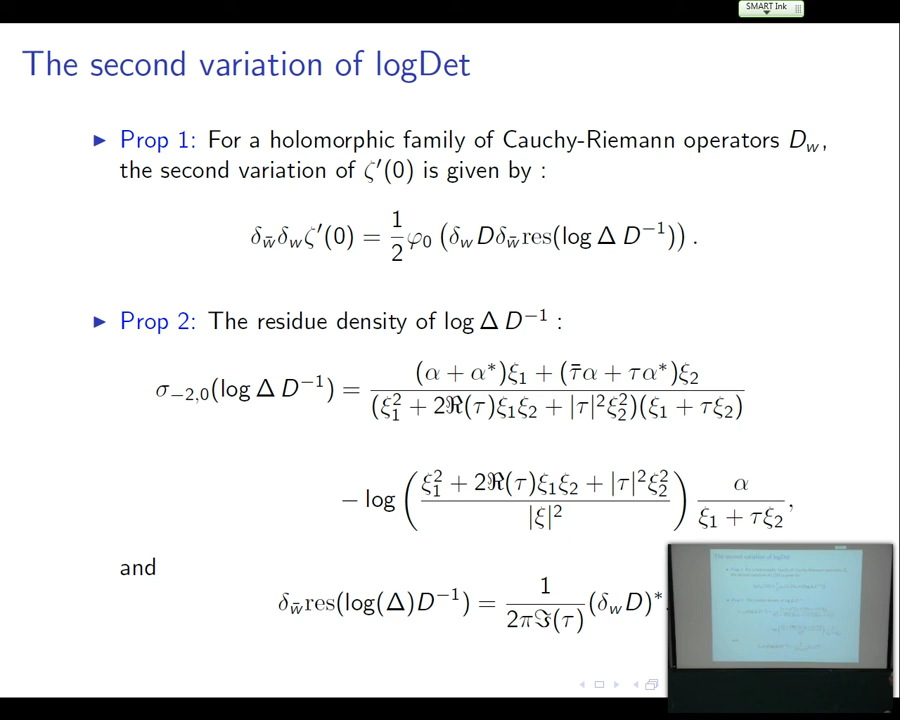 SMART Ink
The second variation of logDet
▶ Prop 1: For a holomorphic family of Cauchy-Riemann operators D_w,
the second variation of ζ′(0) is given by :
δ_w̄ δ_w ζ′(0) = 1/2 φ₀ (δ_w D δ_w̄ res(log Δ D⁻¹)) .
▶ Prop 2: The residue density of log Δ D⁻¹ :
σ₋₂,₀(log Δ D⁻¹) = ((α + α*)ξ₁ + (τ̄α + τα*)ξ₂) / ((ξ₁² + 2ℜ(τ)ξ₁ξ₂ + |τ|²ξ₂²)(ξ₁ + τξ₂))
− log ( (ξ₁² + 2ℜ(τ)ξ₁ξ₂ + |τ|²ξ₂²) / |ξ|² ) α / (ξ₁ + τξ₂),
and
δ_w̄ res(log(Δ)D⁻¹) = 1 / (2πℑ(τ)) (δ_w D)*